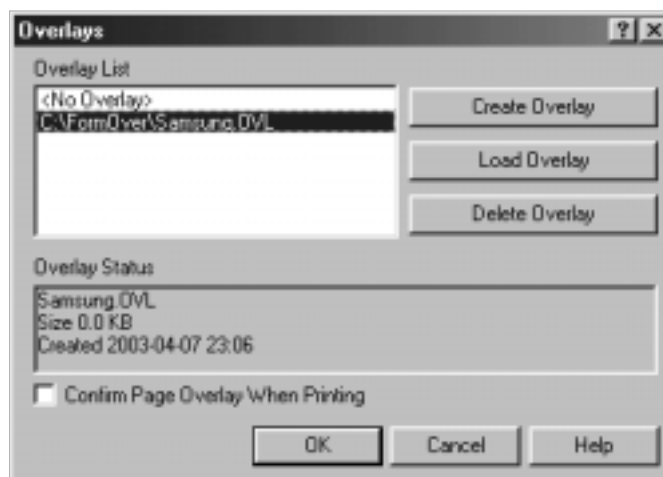 Overlays
Overlay List
<No Overlay>
C:\FormOver\Samsung.OVL
Create Overlay
Load Overlay
Delete Overlay
Overlay Status
Samsung.OVL
Size 0.0 KB
Created 2003-04-07 23:06
Confirm Page Overlay When Printing
OK Cancel Help